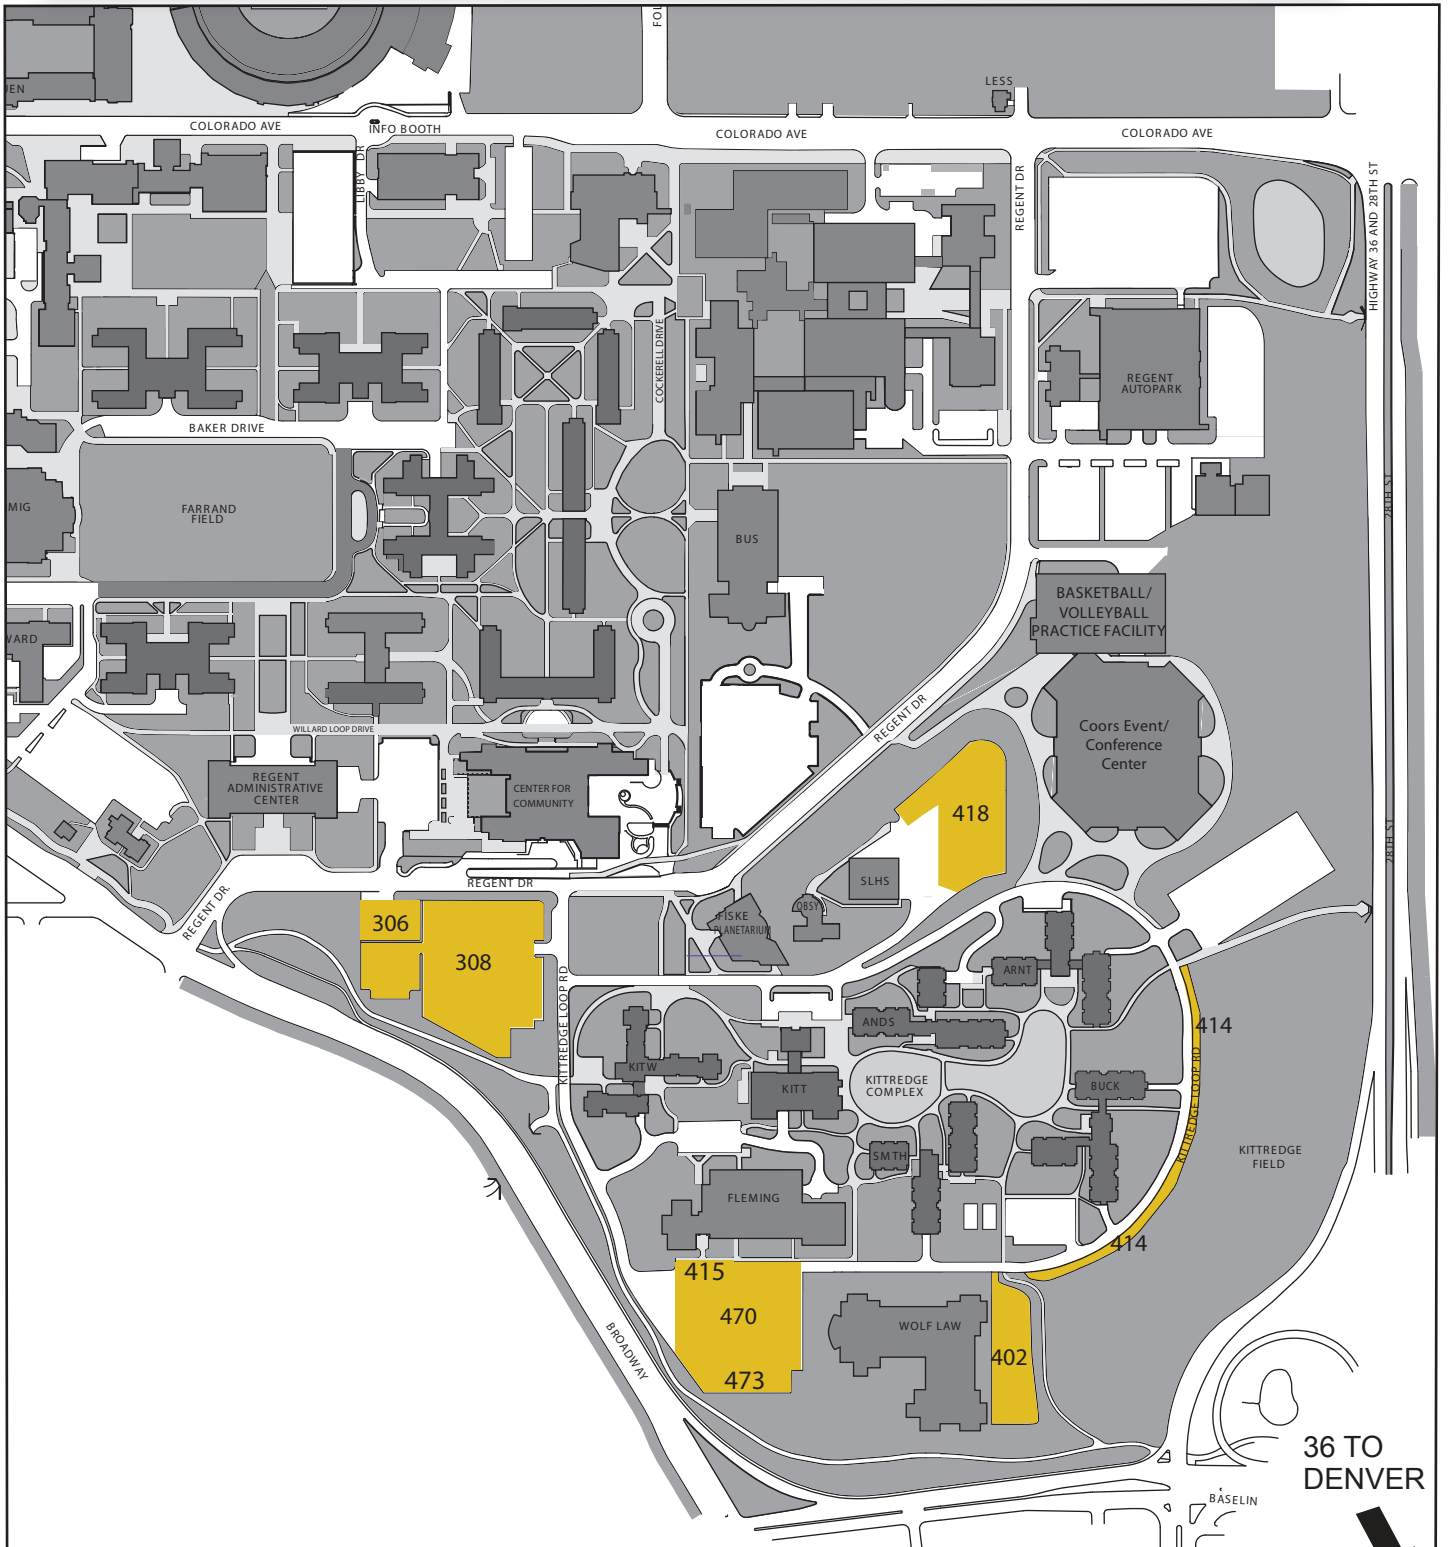 FOL
LESS
UEN
COLORADO AVE
INFO BOOTH
COLORADO AVE
COLORADO AVE
LIBBY DR
REGENT DR
HIGHWAY 36 AND 28TH ST
COCKERELL DRIVE
REGENT
AUTOPARK
BAKER DRIVE
MIG
FARRAND
FIELD
BUS
28TH ST
BASKETBALL/
VOLLEYBALL
PRACTICE FACILITY
WARD
WILLARD LOOP DRIVE
REGENT DR
Coors Event/
Conference
Center
REGENT
ADMINISTRATIVE
CENTER
CENTER FOR
COMMUNITY
418
28TH ST
REGENT DR
SLHS
REGENT DR.
306
308
FISKE
PLANETARIUM
OBSV
ARNT
KITTREDGE LOOP RD
ANDS
414
KITW
KITT
KITTREDGE
COMPLEX
BUCK
KITTREDGE LOOP RD
SMTH
KITTREDGE
FIELD
FLEMING
414
415
470
473
BROADWAY
WOLF LAW
402
36 TO
DENVER
BASELIN